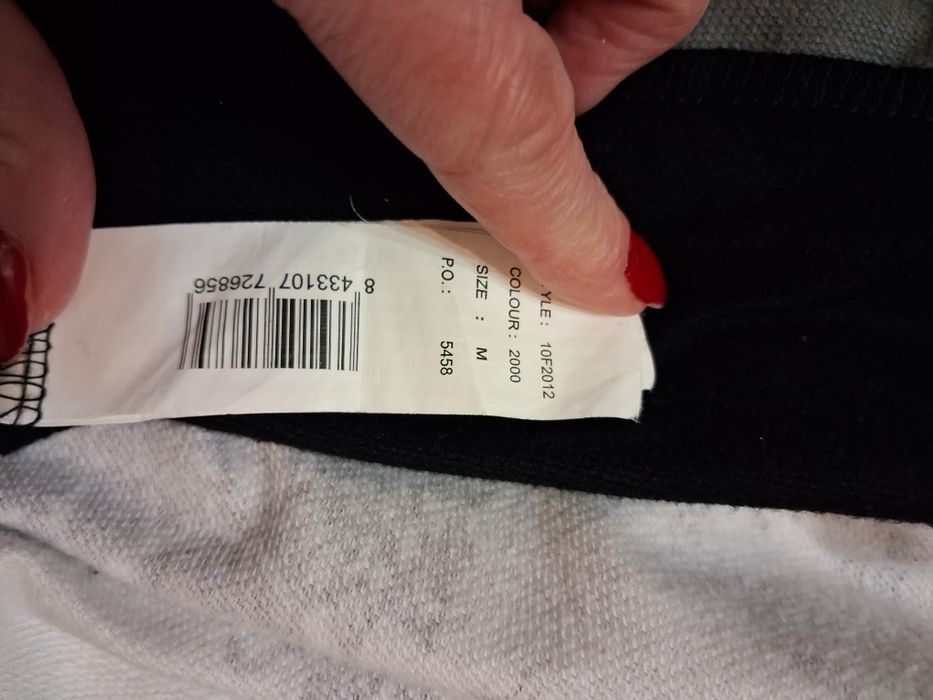 .YLE : 10F2012
COLOUR : 2000
SIZE : M
P.O. : 5458
8 433107 726856